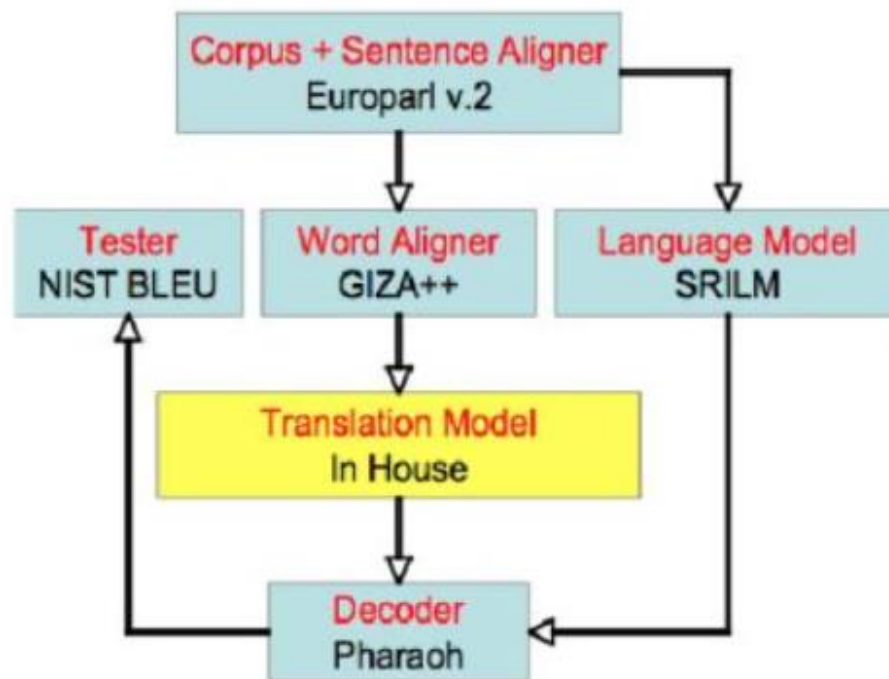 Corpus + Sentence Aligner
Europarl v.2
Tester
NIST BLEU
Word Aligner
GIZA++
Language Model
SRILM
Translation Model
In House
Decoder
Pharaoh